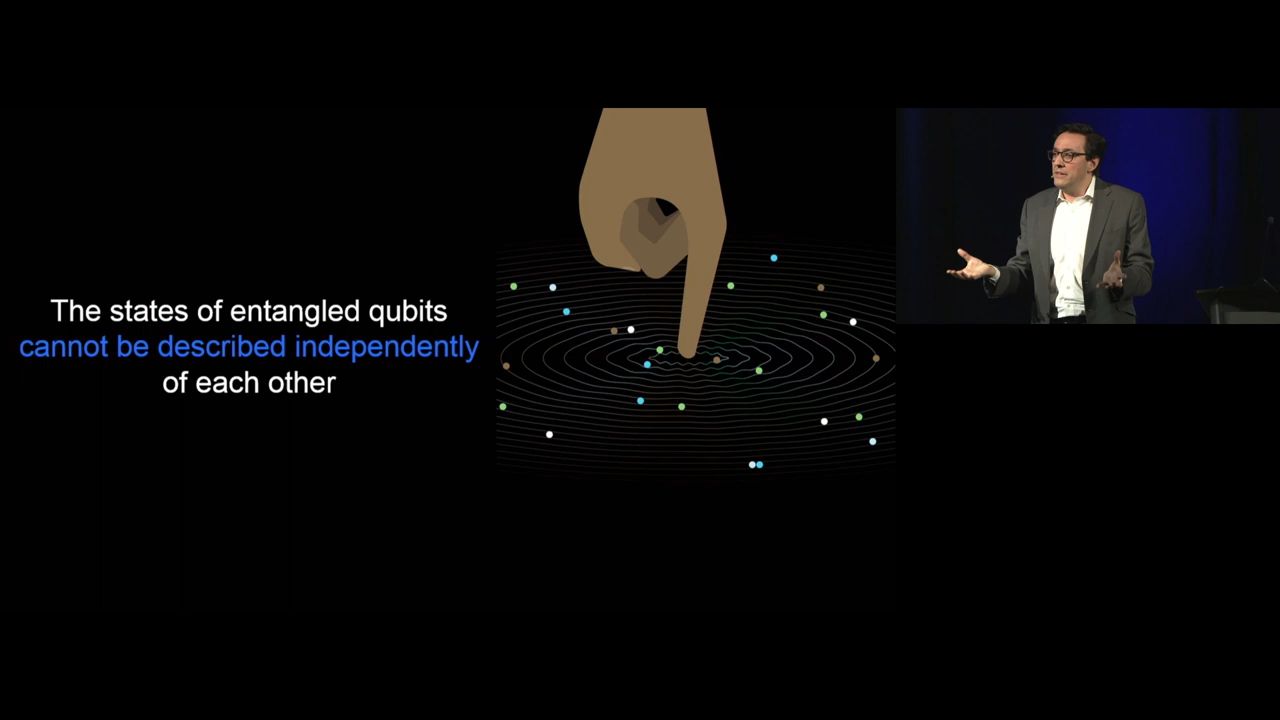 The states of entangled qubits
cannot be described independently
of each other